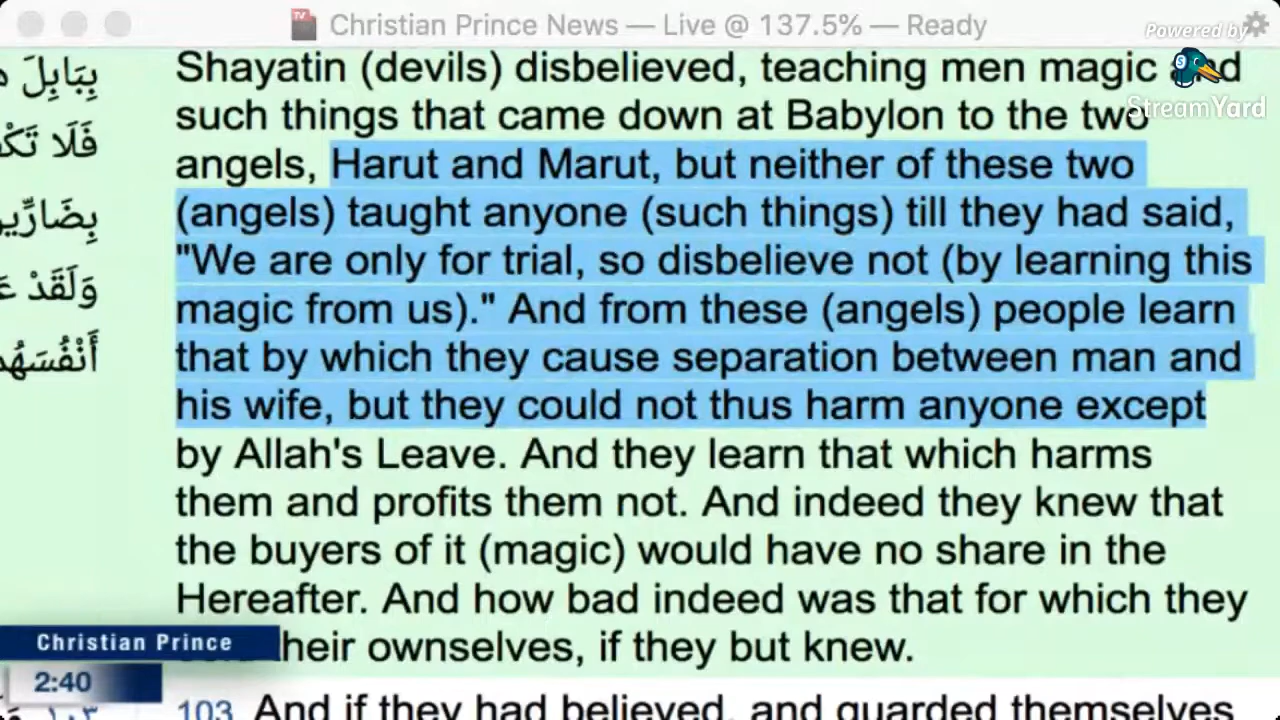 Christian Prince News — Live @ 137.5% — Ready
Powered by
StreamYard
بِبَابِلَ
فَلَا
وَلَقَدْ
Shayatin (devils) disbelieved, teaching men magic and
such things that came down at Babylon to the two
angels, Harut and Marut, but neither of these two
(angels) taught anyone (such things) till they had said,
"We are only for trial, so disbelieve not (by learning this
magic from us)." And from these (angels) people learn
that by which they cause separation between man and
his wife, but they could not thus harm anyone except
by Allah's Leave. And they learn that which harms
them and profits them not. And indeed they knew that
the buyers of it (magic) would have no share in the
Hereafter. And how bad indeed was that for which they
their ownselves, if they but knew.
Christian Prince
2:40
١٠٣
103 And if they had believed, and guarded themselves